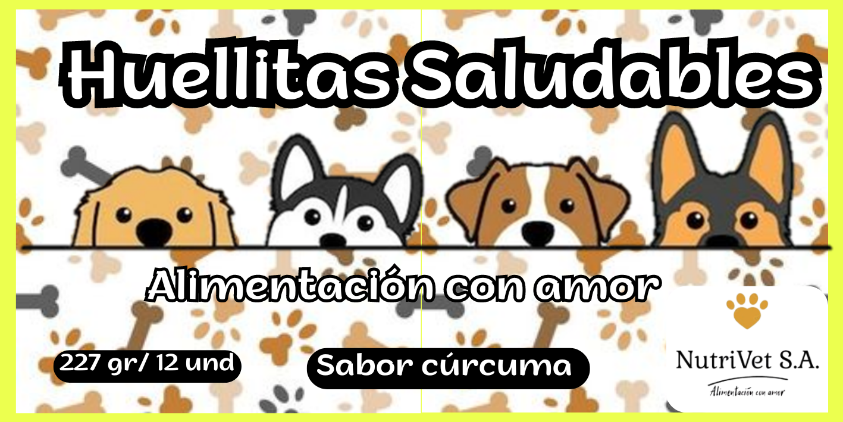 Huellitas Saludables
Alimentación con amor
227 gr/ 12 und
Sabor cúrcuma
NutriVet S.A.
Alimentación con amor